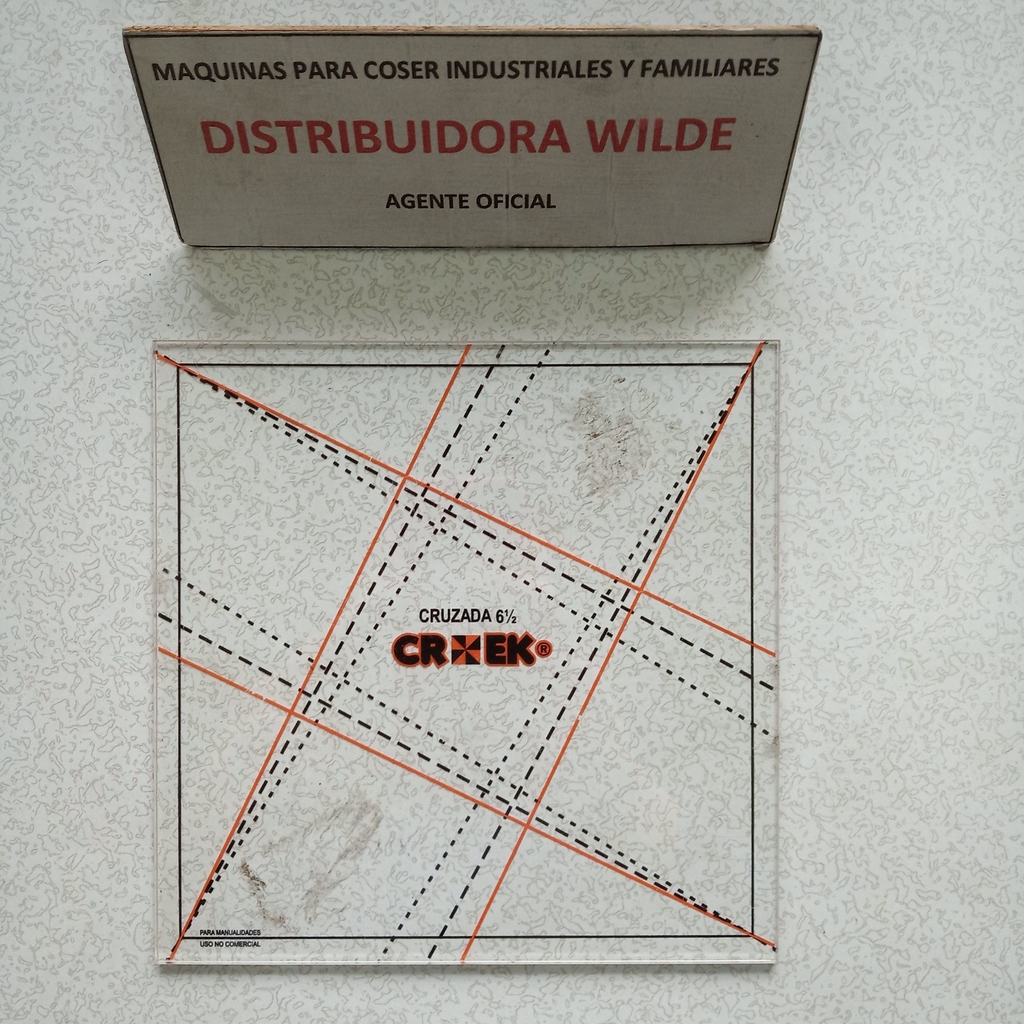 MAQUINAS PARA COSER INDUSTRIALES Y FAMILIARES
DISTRIBUIDORA WILDE
AGENTE OFICIAL
CRUZADA 6½
CREEK®
PARA MANUALIDADES
USO NO COMERCIAL